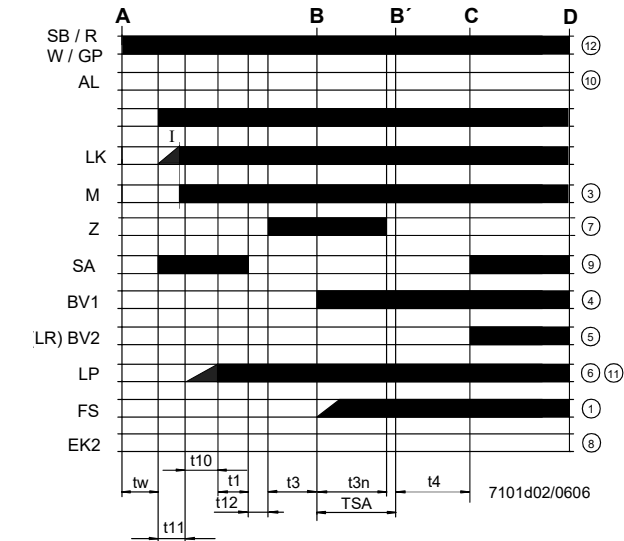 A B B´ C D
SB / R
W / GP
12
AL 10
I
LK
M 3
Z 7
SA 9
BV1 4
LR) BV2 5
LP 6 11
FS 1
EK2 8
t10
tw t1 t3 t3n t4 7101d02/0606
t12 TSA
t11